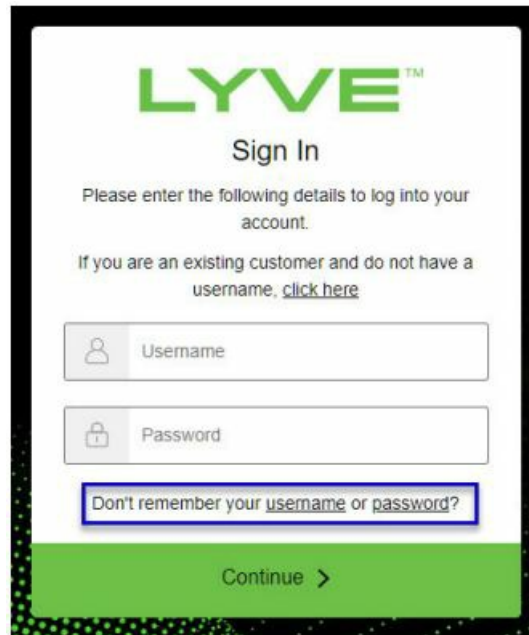 LYVE™
Sign In
Please enter the following details to log into your
account.
If you are an existing customer and do not have a
username, click here
Username
Password
Don't remember your username or password?
Continue